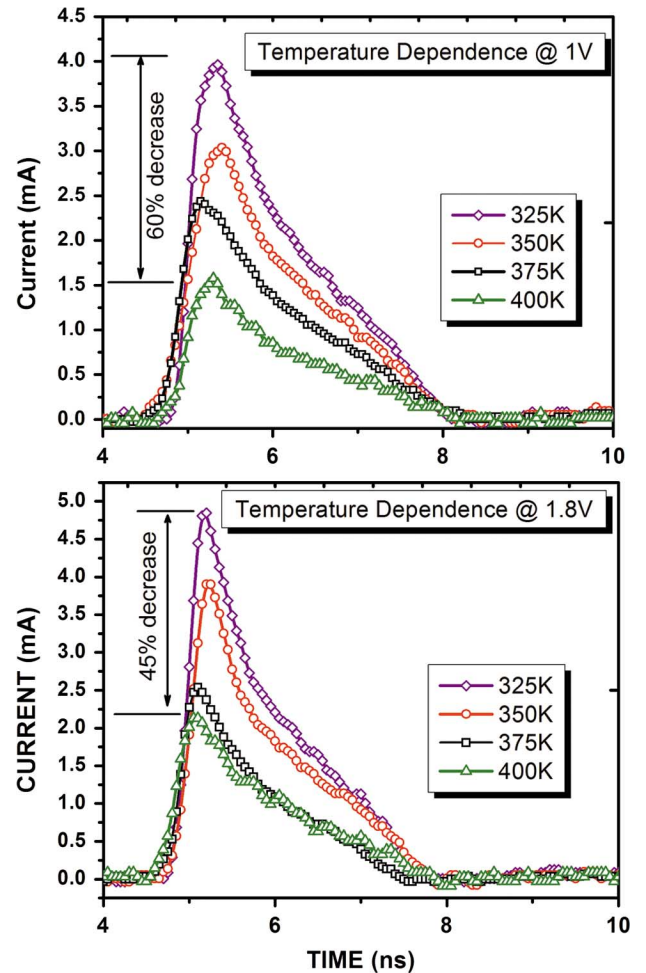 Temperature Dependence @ 1V
4.5
4.0
3.5
3.0
2.5
2.0
1.5
1.0
0.5
0.0
Current (mA)
60% decrease
325K
350K
375K
400K
4
6
8
10
Temperature Dependence @ 1.8V
5.0
4.5
4.0
3.5
3.0
2.5
2.0
1.5
1.0
0.5
0.0
CURRENT (mA)
45% decrease
325K
350K
375K
400K
4
6
8
10
TIME (ns)